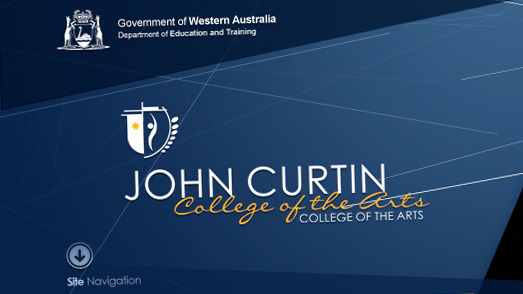 Government of Western Australia
Department of Education and Training
JOHN CURTIN
College of the Arts
COLLEGE OF THE ARTS
Site Navigation